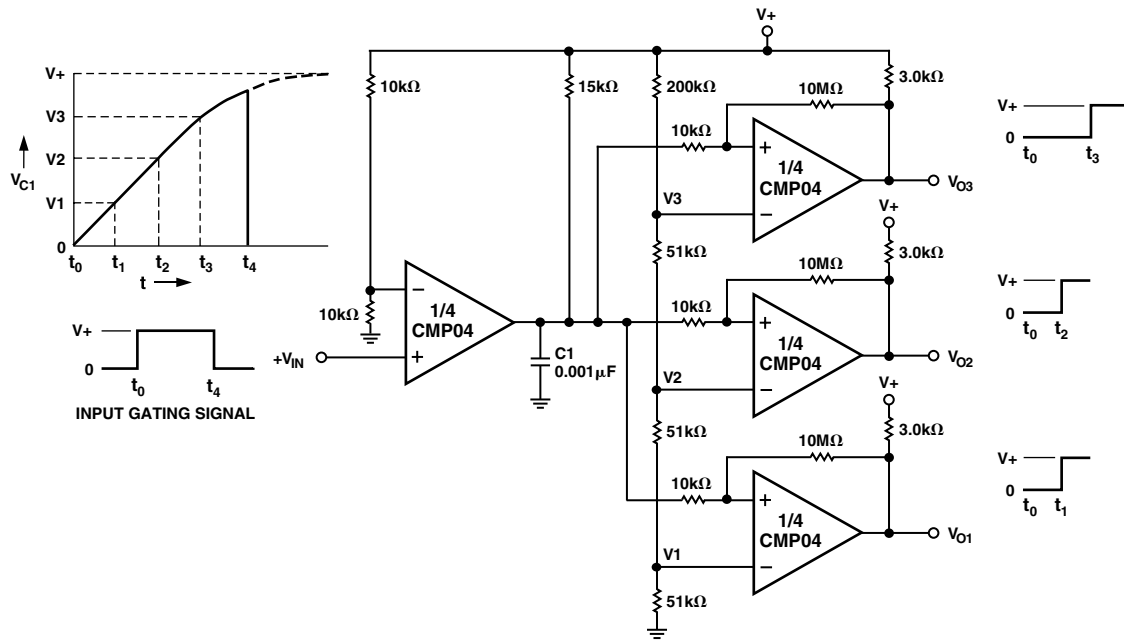 V+
V+
10kΩ
15kΩ
200kΩ
3.0kΩ
10MΩ
10kΩ
+
1/4
CMP04
−
V3
VO3
V+
0
t0 t3
V3
V2
VC1
V1
0
t0 t1 t2 t3 t4
t
51kΩ
V+
3.0kΩ
10MΩ
10kΩ
+
1/4
CMP04
−
V2
VO2
V+
0
t0 t2
10kΩ
−
1/4
CMP04
+
+VIN
C1
0.001µF
V+
0
t0 t4
INPUT GATING SIGNAL
51kΩ
V+
3.0kΩ
10MΩ
10kΩ
+
1/4
CMP04
−
V1
VO1
V+
0
t0 t1
51kΩ